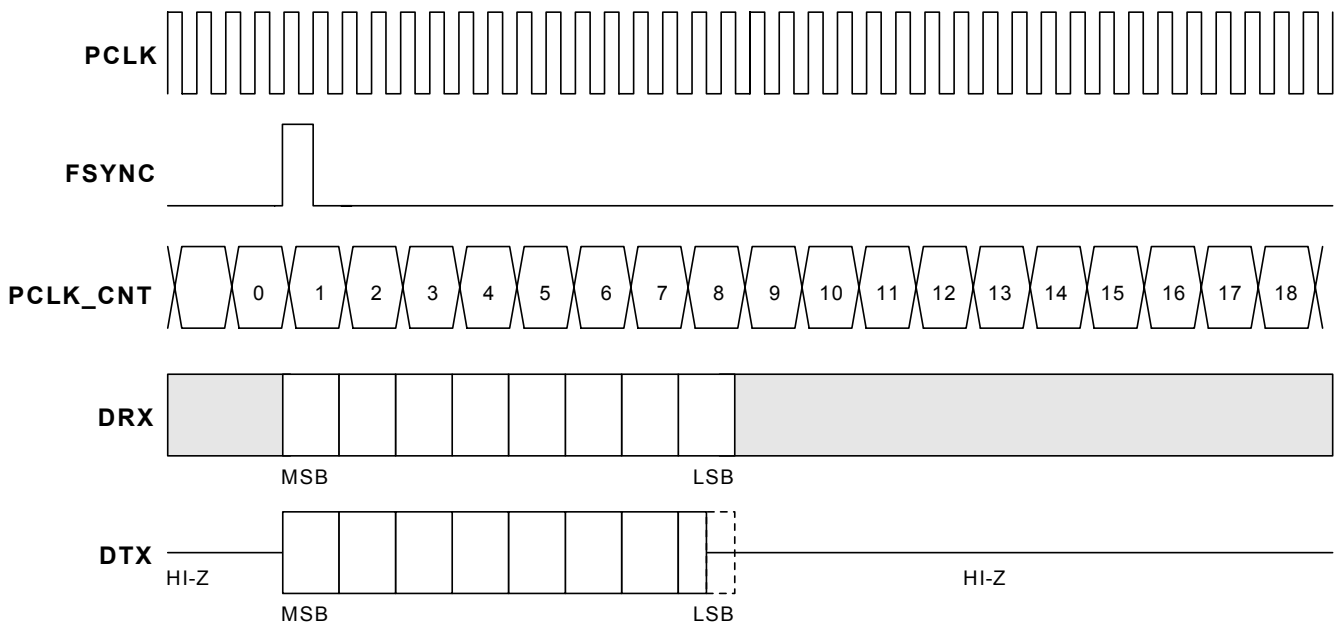 PCLK
FSYNC
PCLK_CNT 0 1 2 3 4 5 6 7 8 9 10 11 12 13 14 15 16 17 18
DRX
MSB LSB
DTX
HI-Z HI-Z
MSB LSB